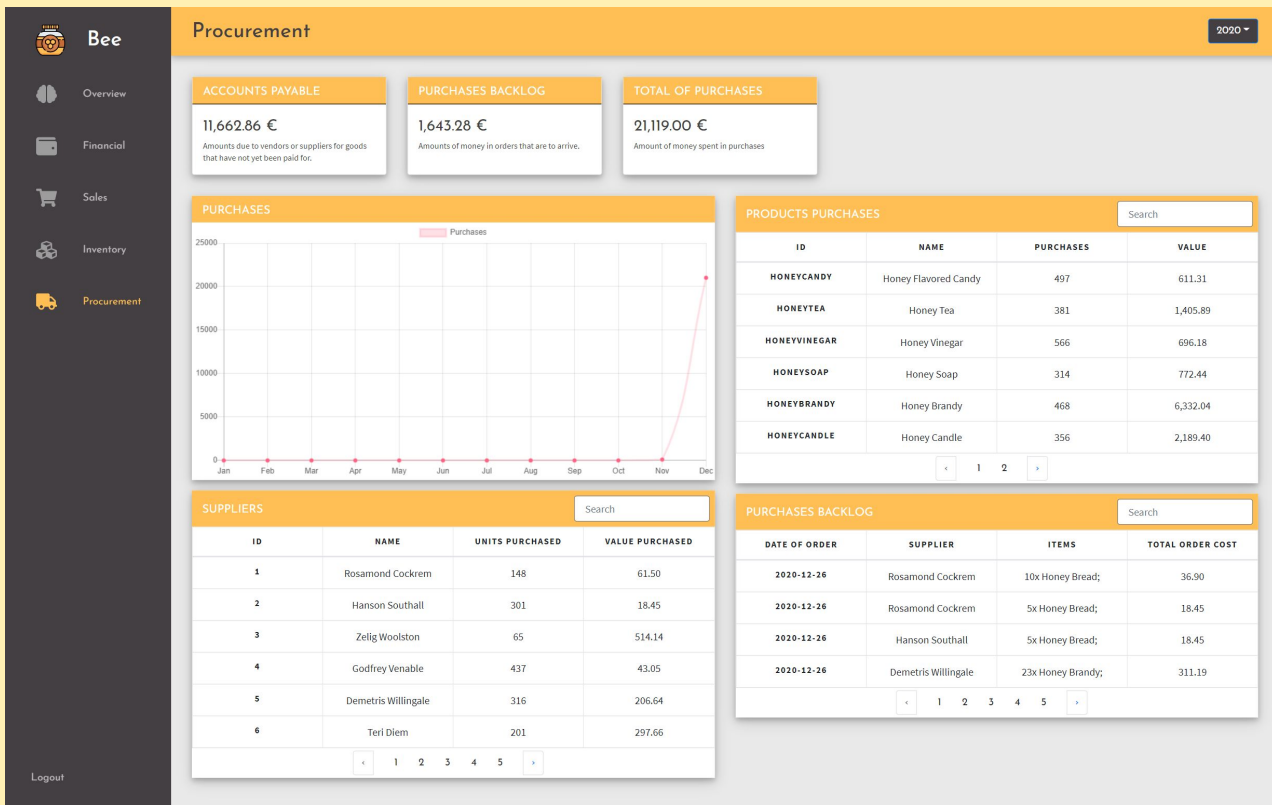 Bee
Overview
Financial
Sales
Inventory
Procurement
Logout
Procurement
2020
ACCOUNTS PAYABLE
11,662.86 €
Amounts due to vendors or suppliers for goods
that have not yet been paid for.
PURCHASES BACKLOG
1,643.28 €
Amounts of money in orders that are to arrive.
TOTAL OF PURCHASES
21,119.00 €
Amount of money spent in purchases
PURCHASES
Purchases
25000
20000
15000
10000
5000
0
Jan Feb Mar Apr May Jun Jul Aug Sep Oct Nov Dec
PRODUCTS PURCHASES Search
ID NAME PURCHASES VALUE
HONEYCANDY Honey Flavored Candy 497 611.31
HONEYTEA Honey Tea 381 1,405.89
HONEYVINEGAR Honey Vinegar 566 696.18
HONEYSOAP Honey Soap 314 772.44
HONEYBRANDY Honey Brandy 468 6,332.04
HONEYCANDLE Honey Candle 356 2,189.40
‹ 1 2 ›
SUPPLIERS Search
ID NAME UNITS PURCHASED VALUE PURCHASED
1 Rosamond Cockrem 148 61.50
2 Hanson Southall 301 18.45
3 Zelig Woolston 65 514.14
4 Godfrey Venable 437 43.05
5 Demetris Willingale 316 206.64
6 Teri Diem 201 297.66
‹ 1 2 3 4 5 ›
PURCHASES BACKLOG Search
DATE OF ORDER SUPPLIER ITEMS TOTAL ORDER COST
2020-12-26 Rosamond Cockrem 10x Honey Bread; 36.90
2020-12-26 Rosamond Cockrem 5x Honey Bread; 18.45
2020-12-26 Hanson Southall 5x Honey Bread; 18.45
2020-12-26 Demetris Willingale 23x Honey Brandy; 311.19
‹ 1 2 3 4 5 ›